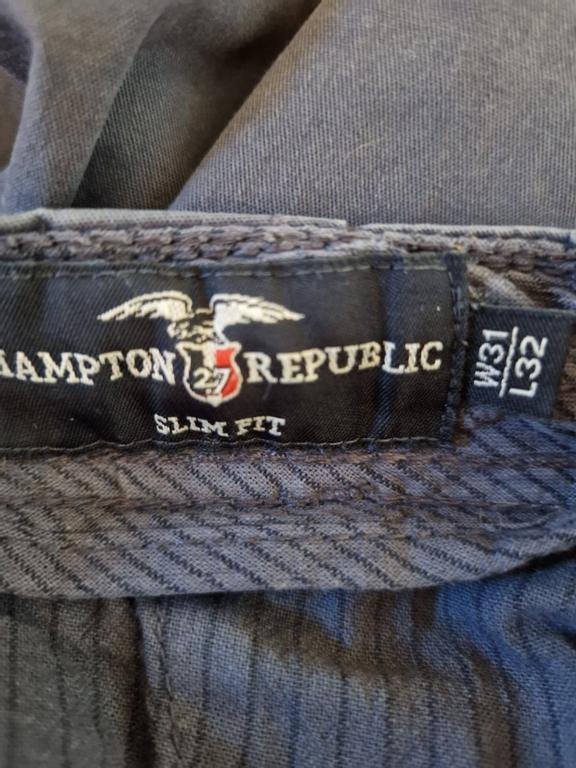 HAMPTON 27 REPUBLIC
SLIM FIT
W31
L32